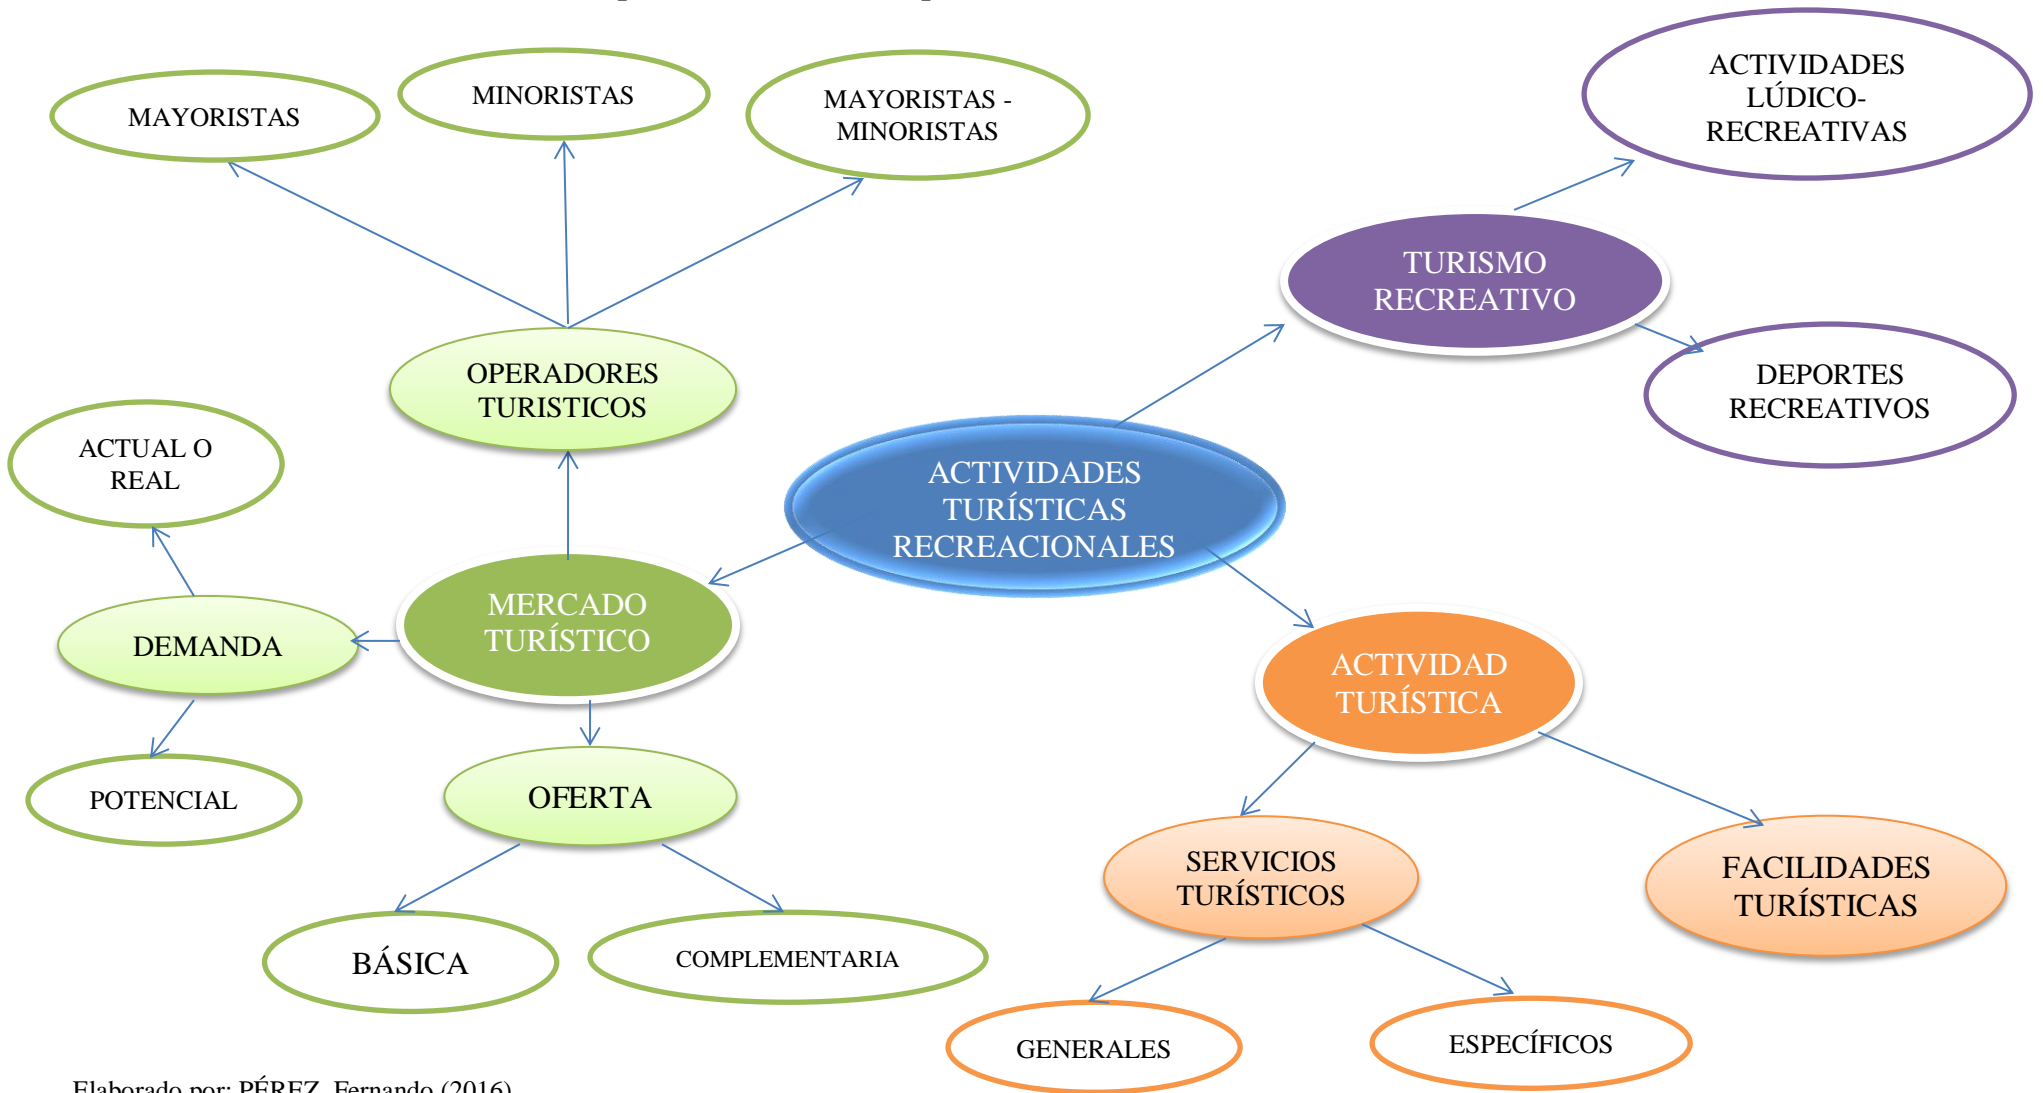 MAYORISTAS
MINORISTAS
MAYORISTAS -
MINORISTAS
ACTIVIDADES
LÚDICO-
RECREATIVAS
TURISMO
RECREATIVO
DEPORTES
RECREATIVOS
OPERADORES
TURISTICOS
ACTUAL O
REAL
ACTIVIDADES
TURÍSTICAS
RECREACIONALES
MERCADO
TURÍSTICO
DEMANDA
ACTIVIDAD
TURÍSTICA
POTENCIAL
OFERTA
SERVICIOS
TURÍSTICOS
FACILIDADES
TURÍSTICAS
BÁSICA
COMPLEMENTARIA
GENERALES
ESPECÍFICOS
Elaborado por: PÉREZ, Fernando (2016)